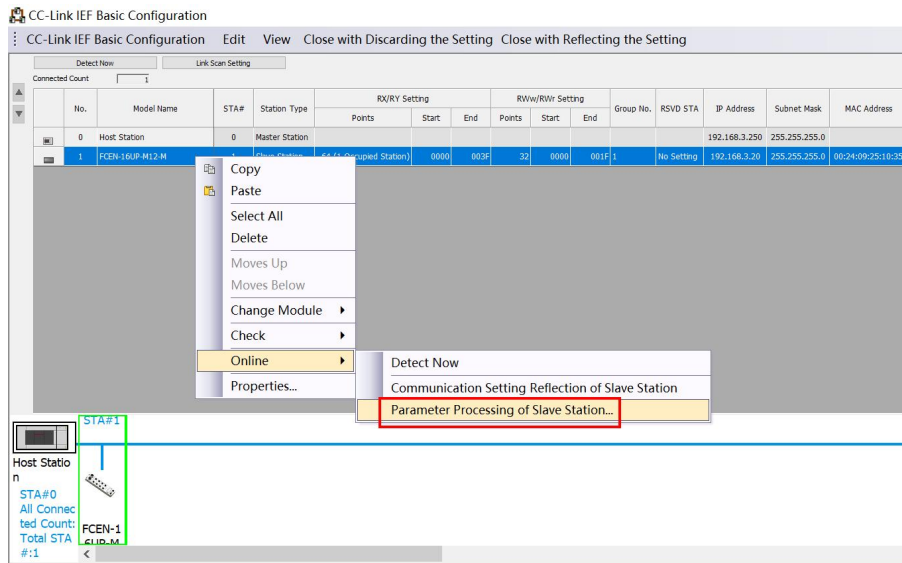 CC-Link IEF Basic Configuration
CC-Link IEF Basic Configuration Edit View Close with Discarding the Setting Close with Reflecting the Setting
Detect Now Link Scan Setting
Connected Count 1
No. Model Name STA# Station Type RX/RY Setting RWw/RWr Setting Group No. RSVD STA IP Address Subnet Mask MAC Address
Points Start End Points Start End
0 Host Station 0 Master Station 192.168.3.250 255.255.255.0
1 FCEN-16UP-M12-M 1 Slave Station 64 (1 Occupied Station) 0000 003F 32 0000 001F 1 No Setting 192.168.3.20 255.255.255.0 00:24:09:25:10:35
Copy
Paste
Select All
Delete
Moves Up
Moves Below
Change Module
Check
Online
Properties...
Detect Now
Communication Setting Reflection of Slave Station
Parameter Processing of Slave Station...
STA#1
Host Statio
n
STA#0
All Connec
ted Count:
Total STA
#:1
FCEN-1
6UP-M